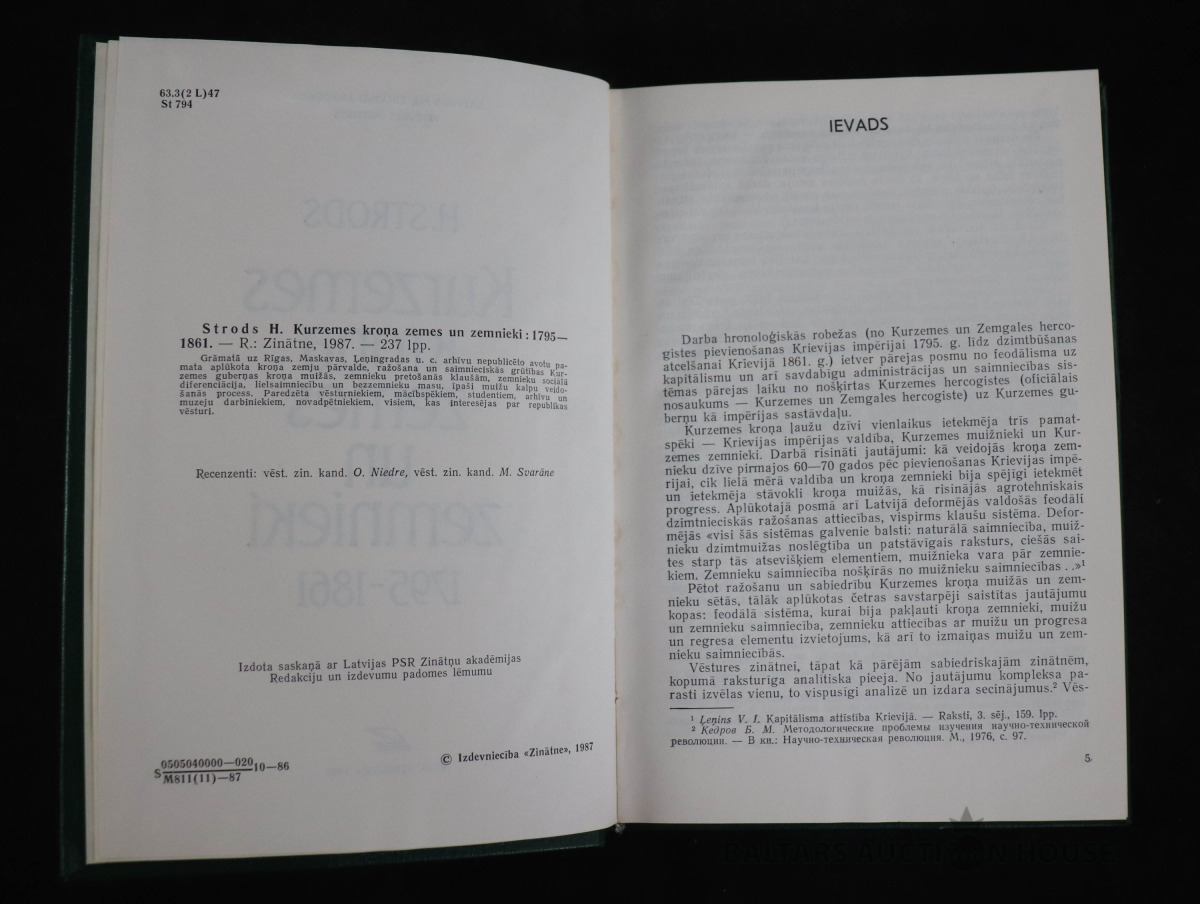 63.3(2 L)47
St 794
Strods H. Kurzemes kroņa zemes un zemnieki : 1795—
1861. — R.: Zinātne, 1987. — 237 lpp.
Grāmatā uz Rīgas, Maskavas, Ļeņingradas u. c. arhīvu nepublicēto avotu pa-
mata aplūkota kroņa zemju pārvalde, ražošana un saimnieciskās grūtības Kur-
zemes guberņas kroņa muižās, zemnieku pretošanās klaušām, zemnieku sociālā
diferenciācija, lielsaimniecību un bezzemnieku masu, īpaši muižu kalpu veido-
šanās process. Paredzēta vēsturniekiem, mācībspēkiem, studentiem, arhīvu un
muzeju darbiniekiem, novadpētniekiem, visiem, kas interesējas par republikas
vēsturi.
Recenzenti: vēst. zin. kand. O. Niedre, vēst. zin. kand. M. Svarāne
Izdota saskaņā ar Latvijas PSR Zinātņu akadēmijas
Redakciju un izdevumu padomes lēmumu
S 0505040000—020 10—86
M811(11)—87
© Izdevniecība «Zinātne», 1987
IEVADS
Darba hronoloģiskās robežas (no Kurzemes un Zemgales herco-
gistes pievienošanas Krievijas impērijai 1795. g. līdz dzimtbūšanas
atcelšanai Krievijā 1861. g.) ietver pārejas posmu no feodālisma uz
kapitālismu un arī savdabīgu administrācijas un saimniecības sis-
tēmas pārejas laiku no nošķirtas Kurzemes hercogistes (oficiālais
nosaukums — Kurzemes un Zemgales hercogiste) uz Kurzemes gu-
berņu kā impērijas sastāvdaļu.
Kurzemes kroņa ļaužu dzīvi vienlaikus ietekmēja trīs pamat-
spēki — Krievijas impērijas valdība, Kurzemes muižnieki un Kur-
zemes zemnieki. Darbā risināti jautājumi: kā veidojās kroņa zem-
nieku dzīve pirmajos 60—70 gados pēc pievienošanas Krievijas impē-
rijai, cik lielā mērā valdība un kroņa zemnieki bija spējīgi ietekmēt
un ietekmēja stāvokli kroņa muižās, kā risinājās agrotehniskais
progress. Aplūkotajā posmā arī Latvijā deformējās valdošās feodāli
dzimtnieciskās ražošanas attiecības, vispirms klaušu sistēma. Defor-
mējās «visi šās sistēmas galvenie balsti: naturālā saimniecība, muiž-
nieku dzimtmuižas noslēgtība un patstāvīgais raksturs, ciešās sai-
tes starp tās atsevišķiem elementiem, muižnieka vara pār zemnie-
kiem. Zemnieku saimniecība nošķīrās no muižnieku saimniecības . .»¹
Pētot ražošanu un sabiedrību Kurzemes kroņa muižās un zem-
nieku sētās, tālāk aplūkotas četras savstarpēji saistītas jautājumu
kopas: feodālā sistēma, kurai bija pakļauti kroņa zemnieki, muižu
un zemnieku saimniecība, zemnieku attiecības ar muižu un progresa
un regresa elementu izvietojums, kā arī to izmaiņas muižu un zem-
nieku saimniecībās.
Vēstures zinātnei, tāpat kā pārējām sabiedriskajām zinātnēm,
kopumā raksturīga analītiska pieeja. No jautājumu kompleksa pa-
rasti izvēlas vienu, to vispusīgi analizē un izdara secinājumus.² Vēs-
¹ Ļeņins V. I. Kapitālisma attīstība Krievijā. — Raksti, 3. sēj., 159. lpp.
² Кедров Б. М. Методологические проблемы изучения научно-технической
революции. — В кн.: Научно-техническая революция. М., 1976, с. 97.
5
BALTARS AUCTION HOUSE